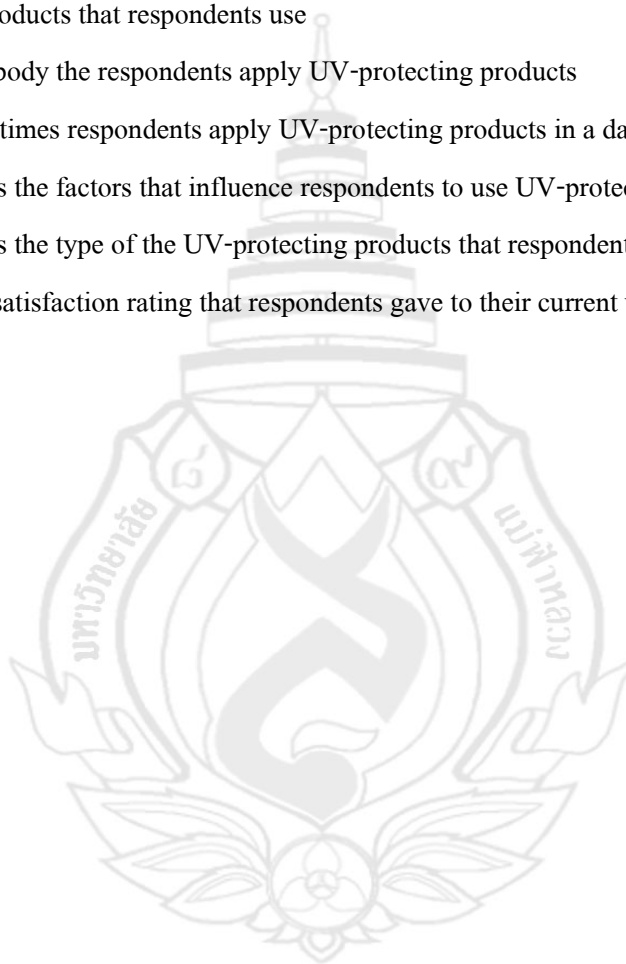 oducts that respondents use
body the respondents apply UV-protecting products
times respondents apply UV-protecting products in a da
s the factors that influence respondents to use UV-protec
s the type of the UV-protecting products that respondent
satisfaction rating that respondents gave to their current
๘ ๙
มหาวิทยาลัย แม่ฟ้าหลวง